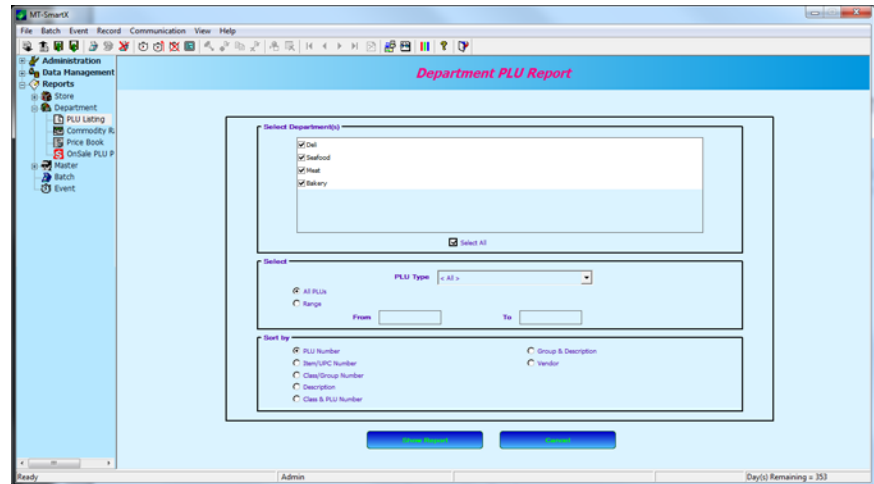 MT-SmartX
File Batch Event Record Communication View Help
Administration
Data Management
Reports
Store
Department
PLU Listing
Commodity R
Price Book
OnSale PLU P
Master
Batch
Event
Department PLU Report
Select Department(s)
Deli
Seafood
Meat
Bakery
Select All
Select
PLU Type < All >
All PLUs
Range
From To
Sort by
PLU Number Group & Description
Item/UPC Number Vendor
Class/Group Number
Description
Class & PLU Number
Show Report Cancel
Ready Admin Day(s) Remaining = 353